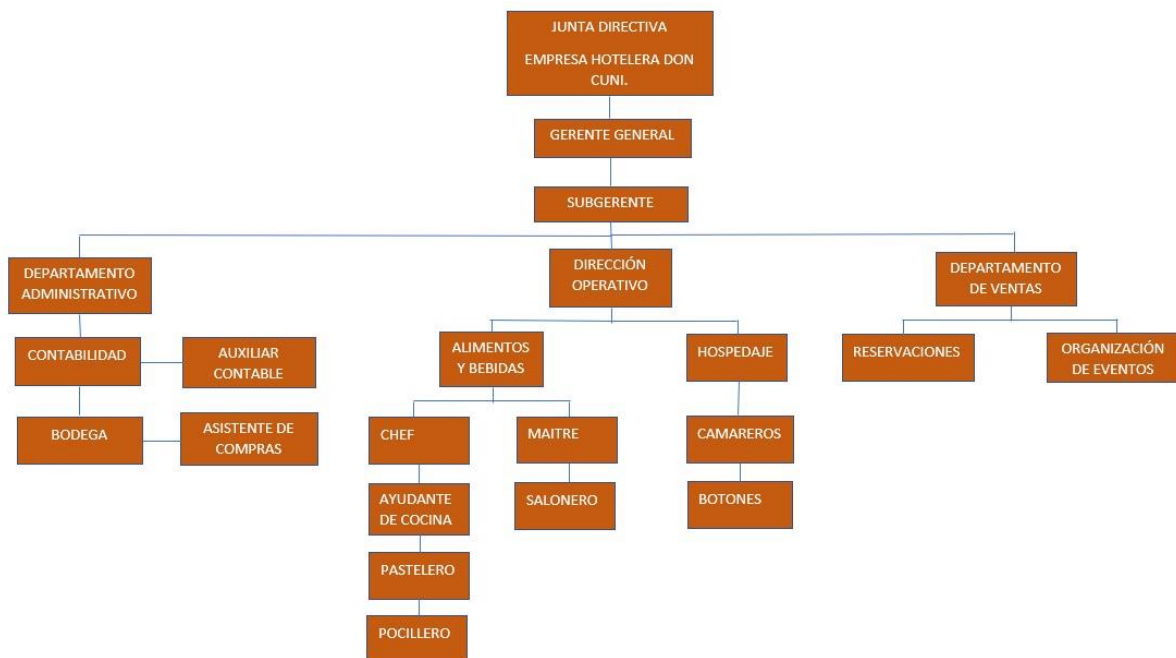 JUNTA DIRECTIVA
EMPRESA HOTELERA DON
CUNI.
GERENTE GENERAL
SUBGERENTE
DEPARTAMENTO
ADMINISTRATIVO
DIRECCIÓN
OPERATIVO
DEPARTAMENTO
DE VENTAS
CONTABILIDAD
AUXILIAR
CONTABLE
ALIMENTOS
Y BEBIDAS
HOSPEDAJE
RESERVACIONES
ORGANIZACIÓN
DE EVENTOS
BODEGA
ASISTENTE DE
COMPRAS
CHEF
MAITRE
CAMAREROS
AYUDANTE
DE COCINA
SALONERO
BOTONES
PASTELERO
POCILLERO